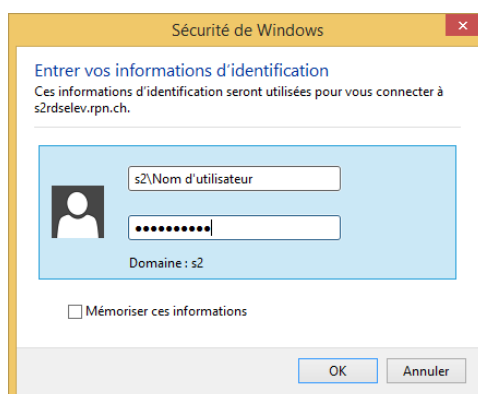 Sécurité de Windows
Entrer vos informations d'identification
Ces informations d'identification seront utilisées pour vous connecter à
s2rdselev.rpn.ch.
s2\Nom d'utilisateur
●●●●●●●●●●
Domaine : s2
Mémoriser ces informations
OK
Annuler